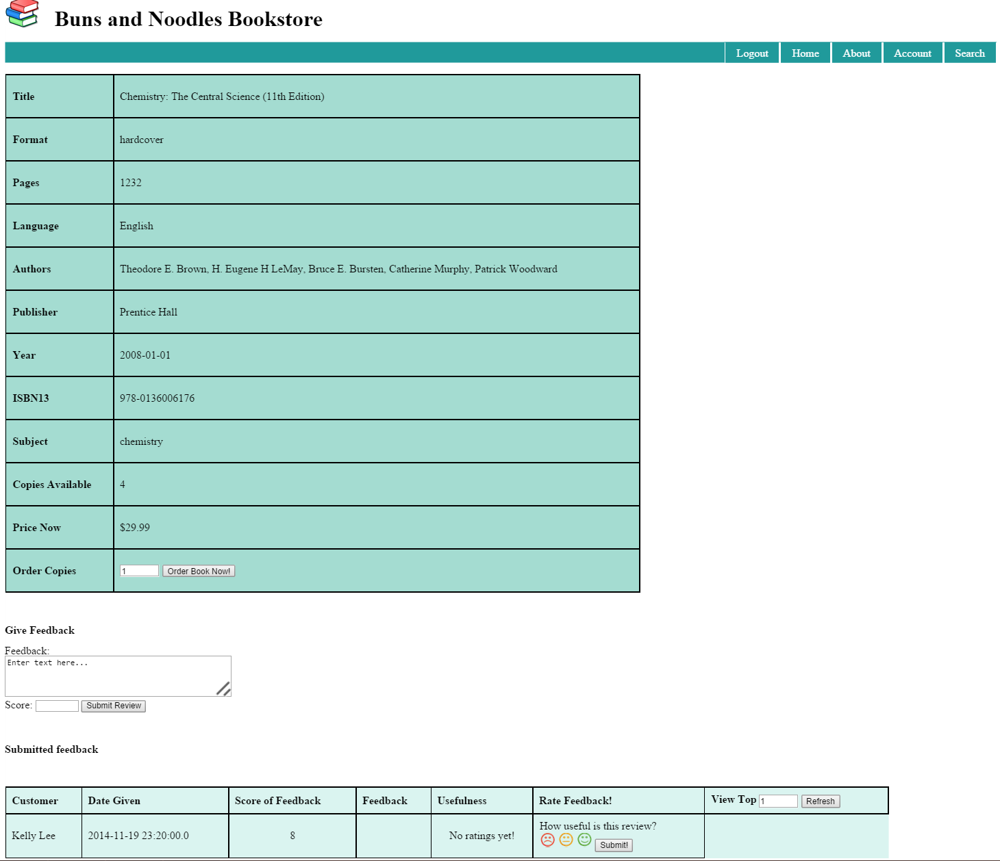 Buns and Noodles Bookstore
Logout Home About Account Search
Title Chemistry: The Central Science (11th Edition)
Format hardcover
Pages 1232
Language English
Authors Theodore E. Brown, H. Eugene H LeMay, Bruce E. Bursten, Catherine Murphy, Patrick Woodward
Publisher Prentice Hall
Year 2008-01-01
ISBN13 978-0136006176
Subject chemistry
Copies Available 4
Price Now $29.99
Order Copies 1 Order Book Now!
Give Feedback
Feedback:
Enter text here...
Score: Submit Review
Submitted feedback
Customer Date Given Score of Feedback Feedback Usefulness Rate Feedback! View Top 1 Refresh
Kelly Lee 2014-11-19 23:20:00.0 8 No ratings yet! How useful is this review?
Submit!